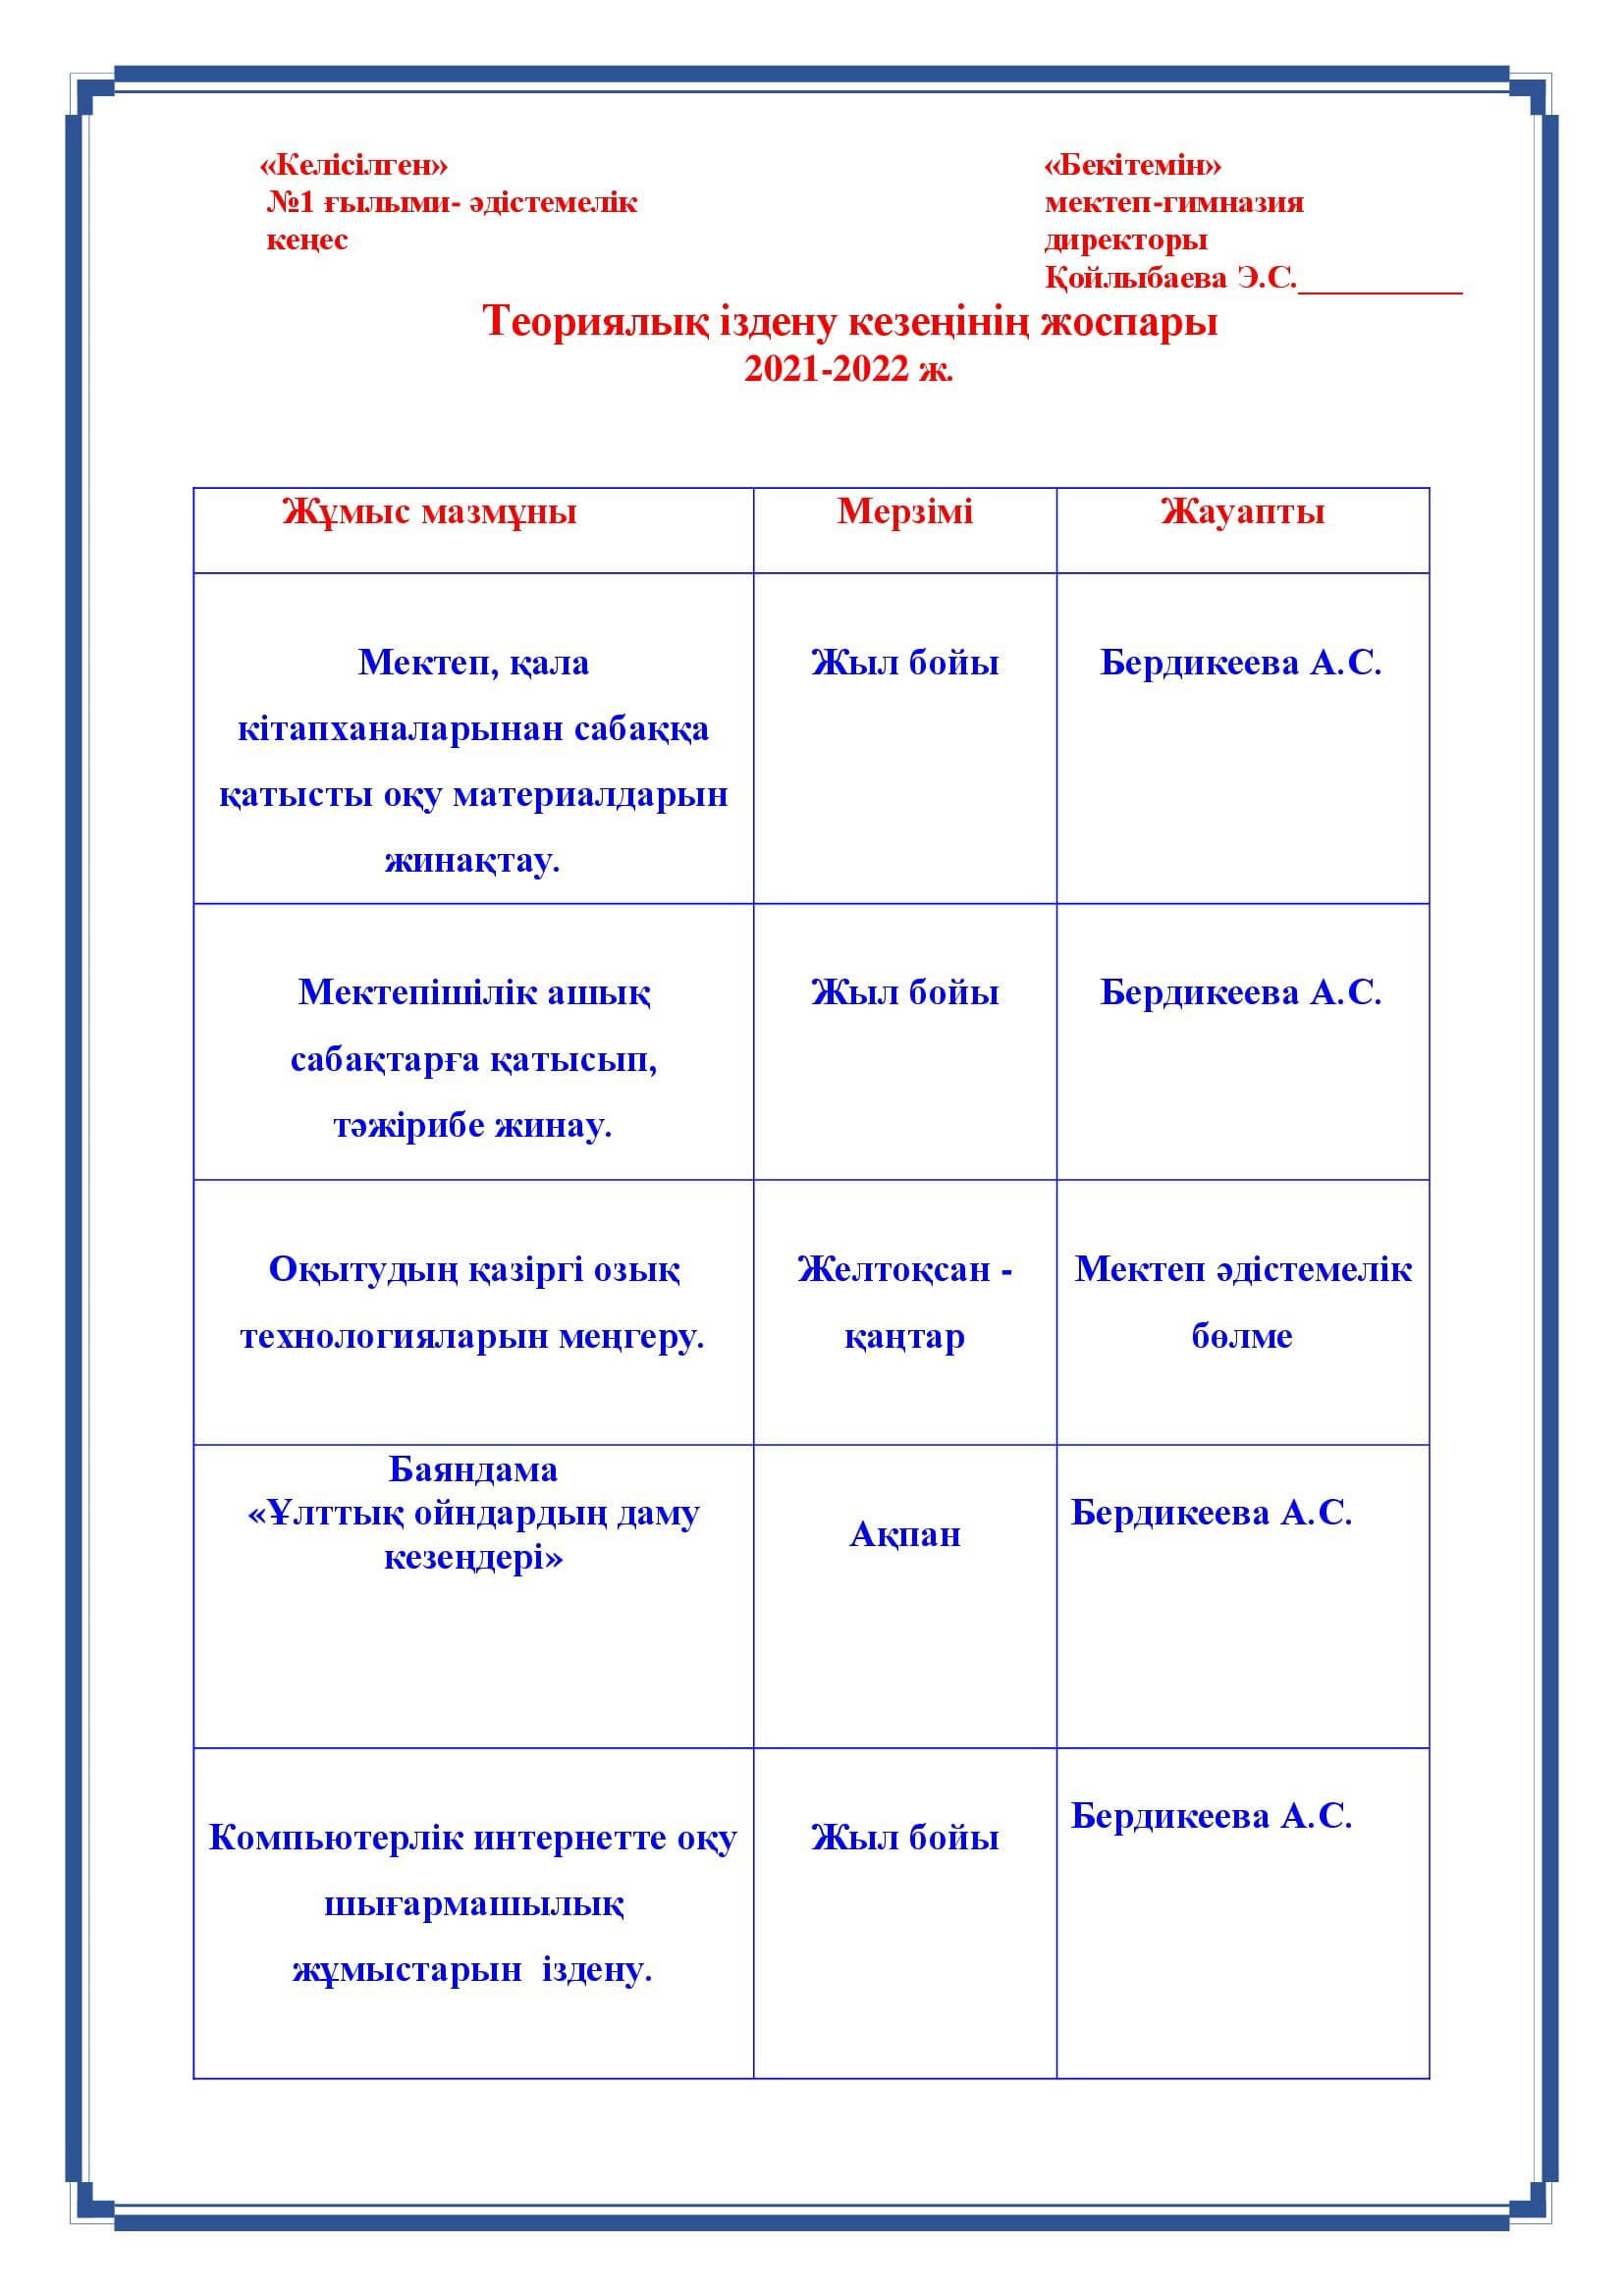 «Келісілген»
№1 ғылыми- әдістемелік
кеңес
«Бекітемін»
мектеп-гимназия
директоры
Қойлыбаева Э.С.__________
Теориялық іздену кезеңінің жоспары
2021-2022 ж.
Жұмыс мазмұны
Мерзімі
Жауапты
Мектеп, қала
кітапханаларынан сабаққа
қатысты оқу материалдарын
жинақтау.
Жыл бойы
Бердикеева А.С.
Мектепішілік ашық
сабақтарға қатысып,
тәжірибе жинау.
Жыл бойы
Бердикеева А.С.
Оқытудың қазіргі озық
технологияларын меңгеру.
Желтоқсан -
қаңтар
Мектеп әдістемелік
бөлме
Баяндама
«Ұлттық ойндардың даму
кезеңдері»
Ақпан
Бердикеева А.С.
Компьютерлік интернетте оқу
шығармашылық
жұмыстарын  іздену.
Жыл бойы
Бердикеева А.С.